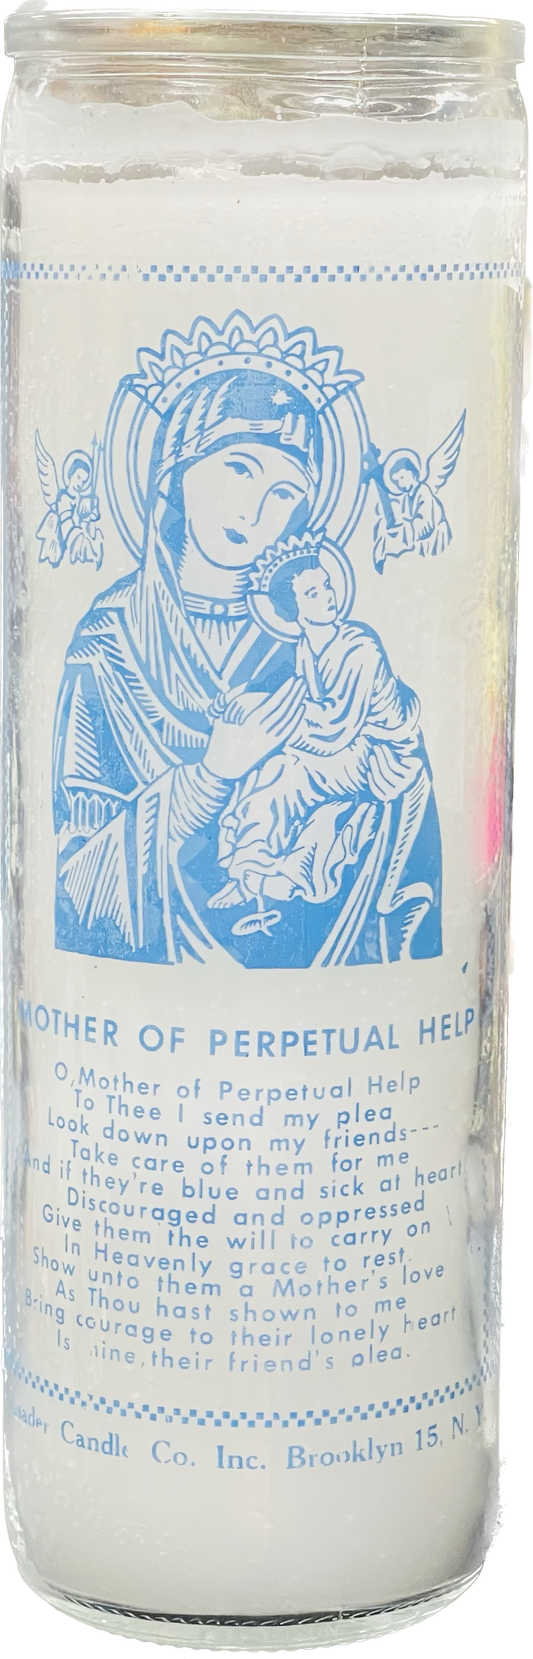 MOTHER OF PERPETUAL HELP
O, Mother of Perpetual Help
To Thee I send my plea
Look down upon my friends---
Take care of them for me
And if they're blue and sick at heart
Discouraged and oppressed
Give them the will to carry on
In Heavenly grace to rest.
Show unto them a Mother's love
As Thou hast shown to me
Bring courage to their lonely heart
Is mine, their friend's plea.
Candle Co. Inc. Brooklyn 15, N. Y